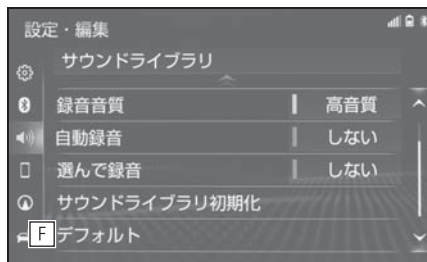 設定・編集
サウンドライブラリ
録音音質 高音質
自動録音 しない
選んで録音 しない
サウンドライブラリ初期化
F デフォルト